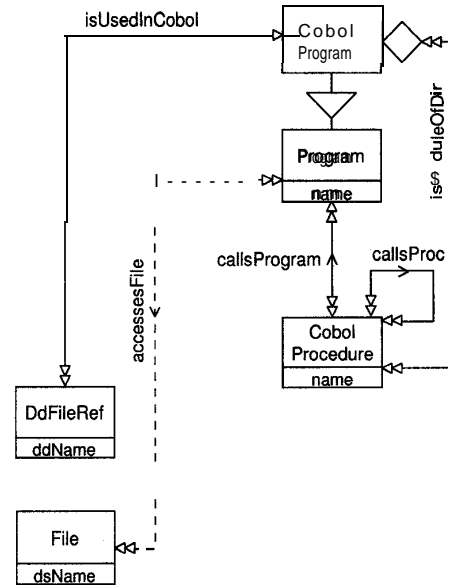 isUsedInCobol
Cobol
Program
Program
name
callsProgram
callsProc
accessesFile
Cobol
Procedure
name
DdFileRef
ddName
File
dsName